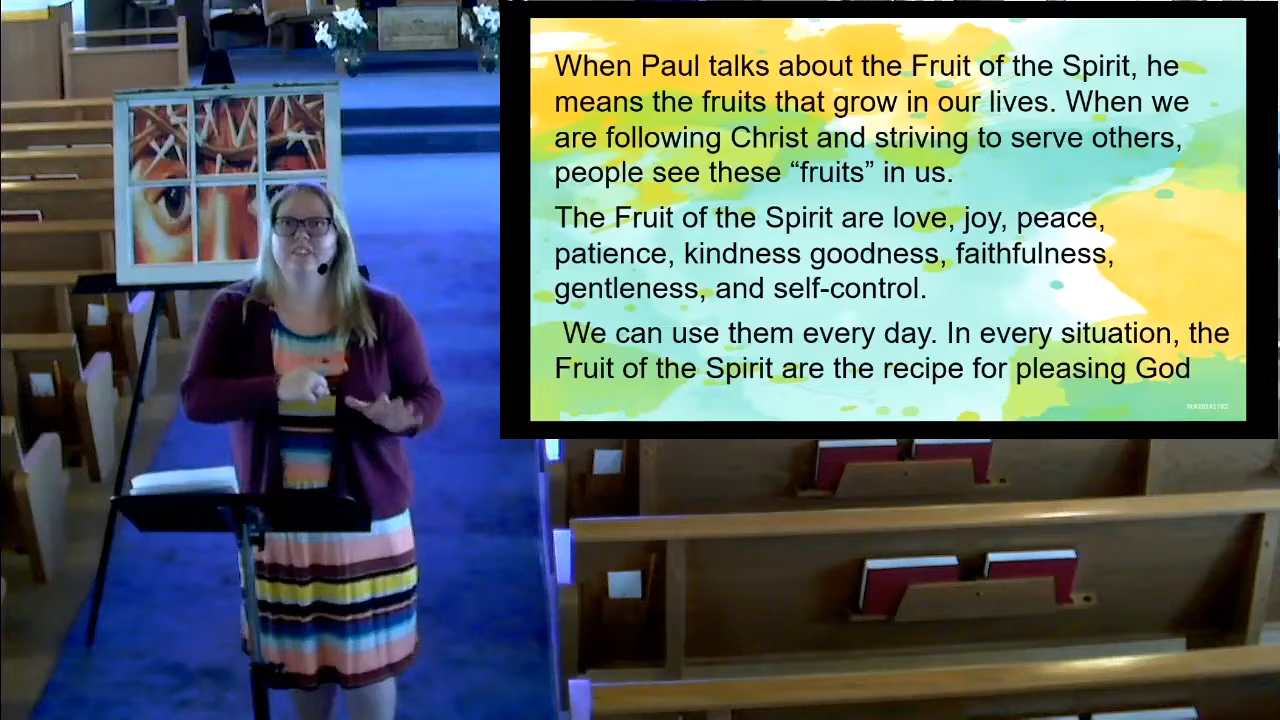 When Paul talks about the Fruit of the Spirit, he
means the fruits that grow in our lives. When we
are following Christ and striving to serve others,
people see these “fruits” in us.
The Fruit of the Spirit are love, joy, peace,
patience, kindness goodness, faithfulness,
gentleness, and self-control.
We can use them every day. In every situation, the
Fruit of the Spirit are the recipe for pleasing God